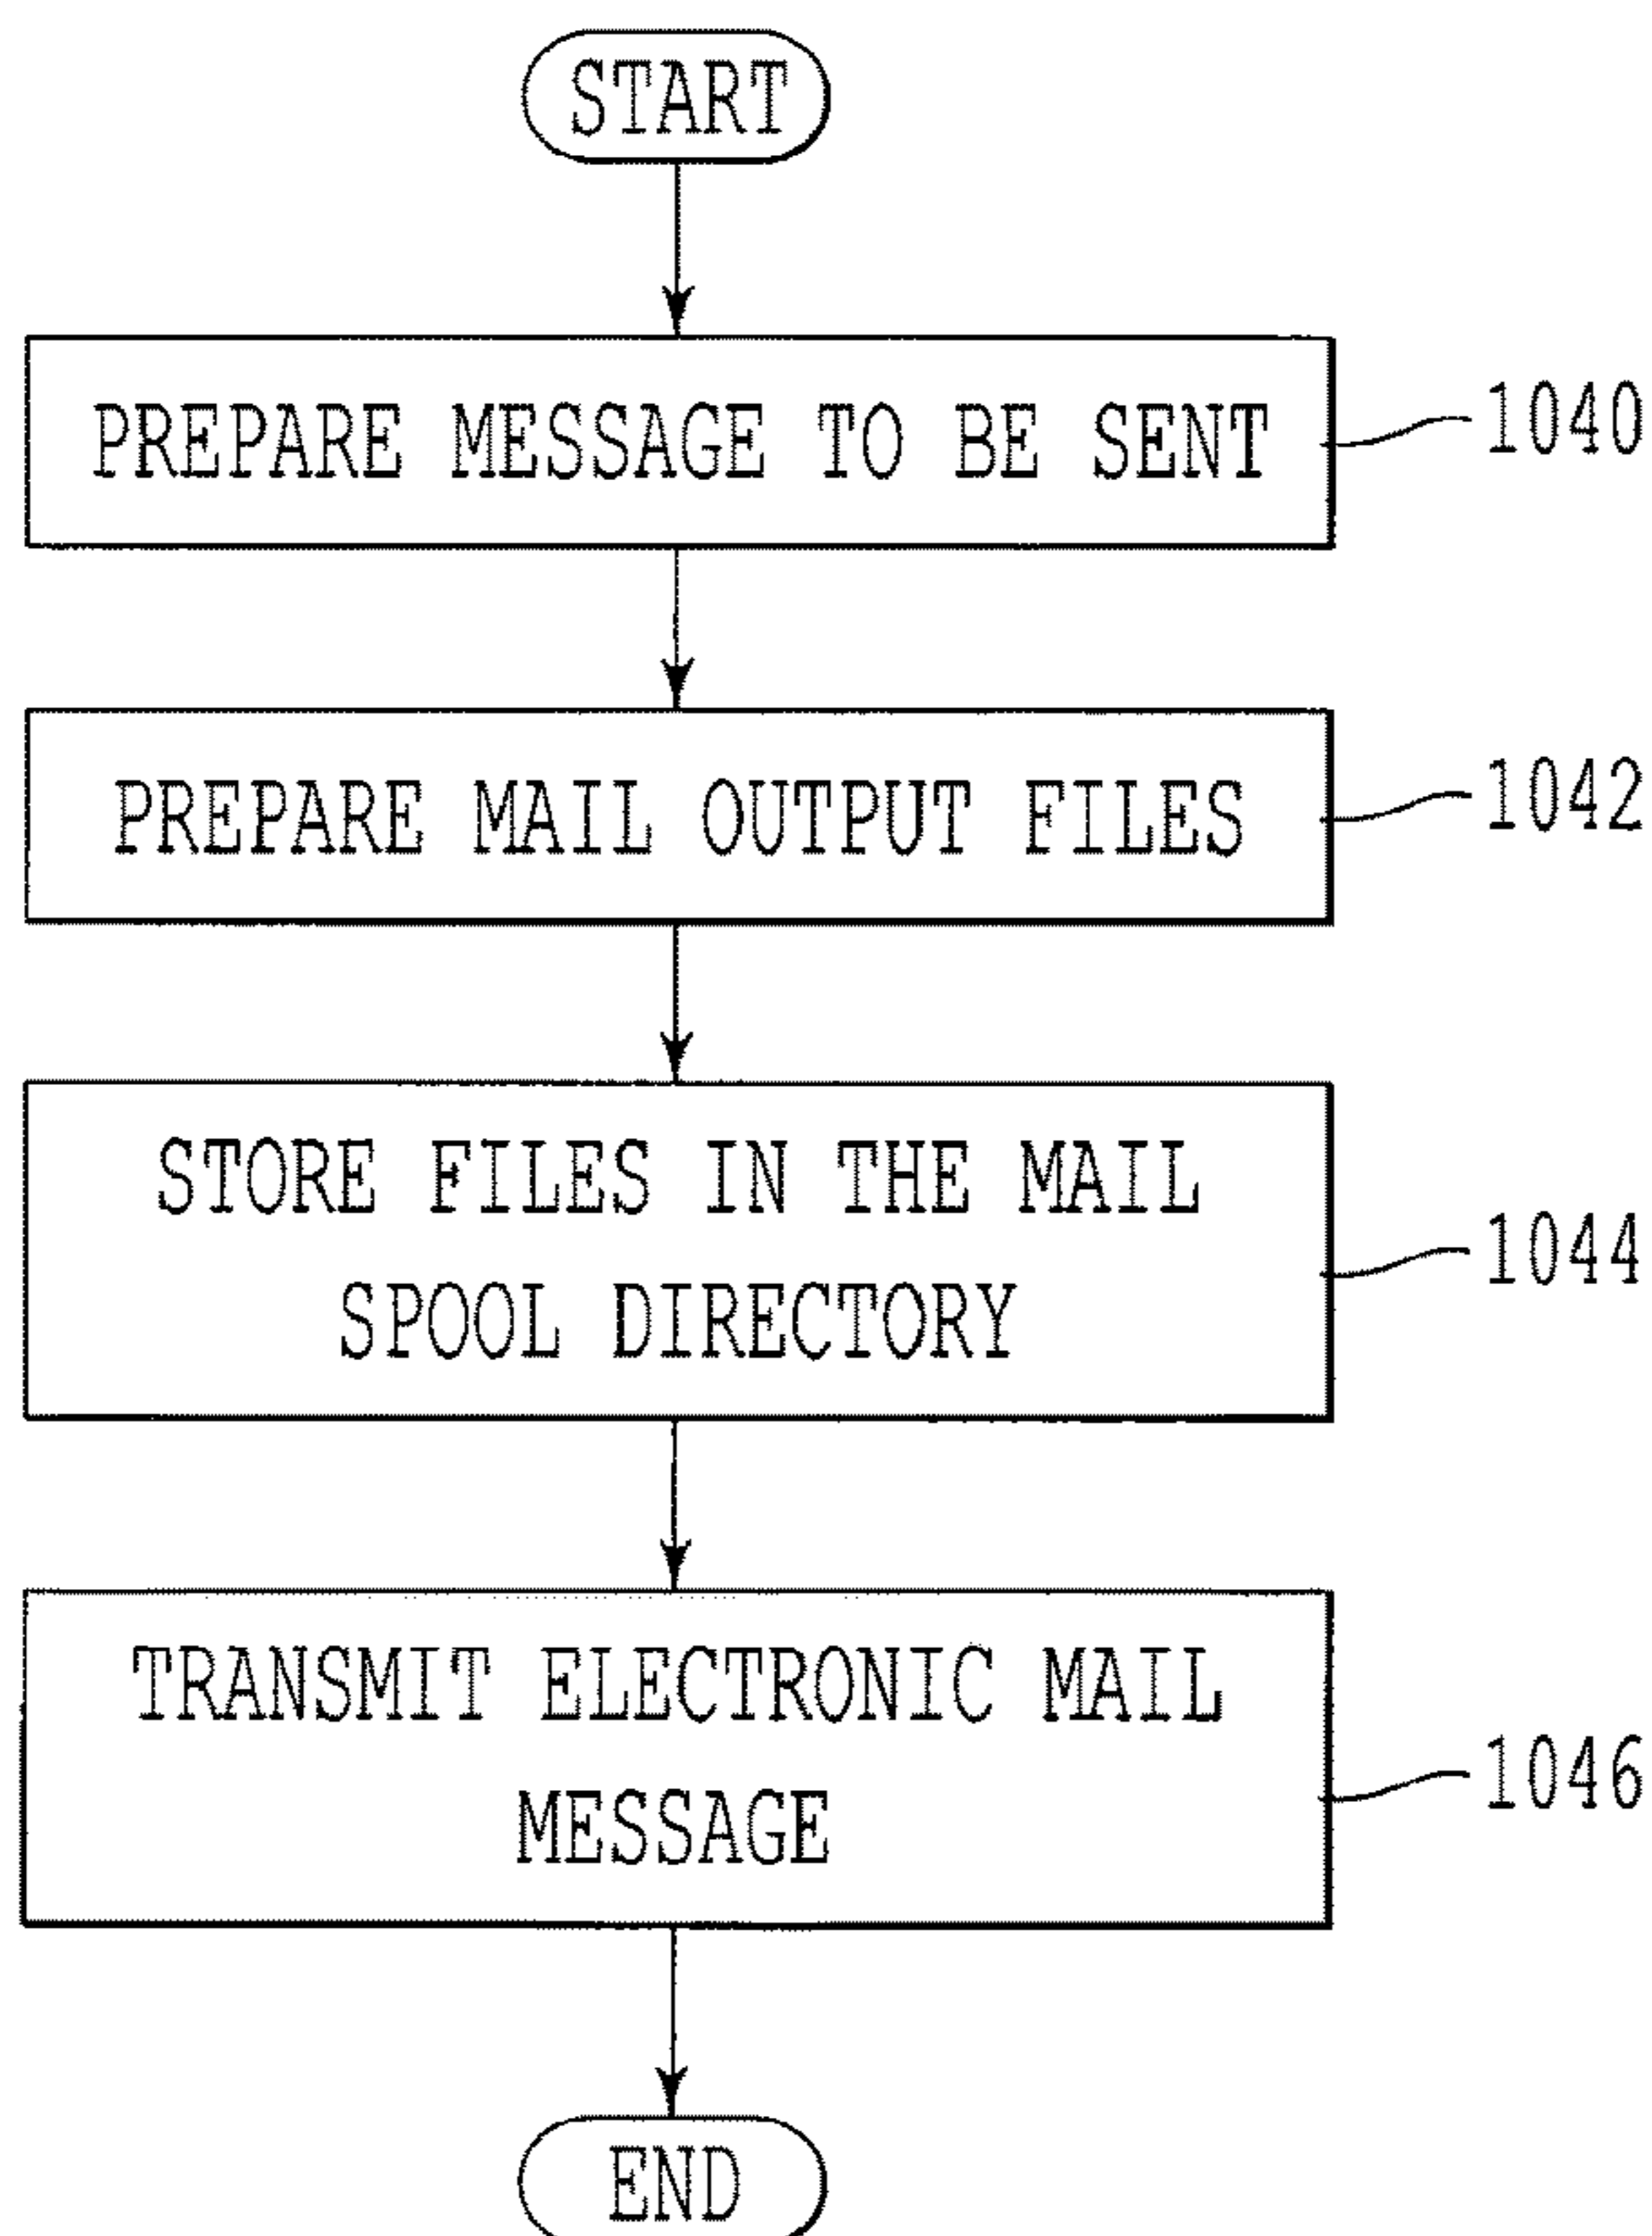 START
PREPARE MESSAGE TO BE SENT
1040
PREPARE MAIL OUTPUT FILES
1042
STORE FILES IN THE MAIL
SPOOL DIRECTORY
1044
TRANSMIT ELECTRONIC MAIL
MESSAGE
1046
END